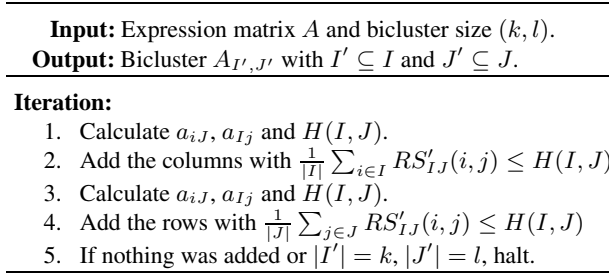 Input: Expression matrix A and bicluster size (k, l).
Output: Bicluster A_{I′,J′} with I′ ⊆ I and J′ ⊆ J.
Iteration:
1. Calculate a_{iJ}, a_{Ij} and H(I, J).
2. Add the columns with \frac{1}{|I|} \sum_{i∈I} RS′_{IJ}(i, j) ≤ H(I, J)
3. Calculate a_{iJ}, a_{Ij} and H(I, J).
4. Add the rows with \frac{1}{|J|} \sum_{j∈J} RS′_{IJ}(i, j) ≤ H(I, J)
5. If nothing was added or |I′| = k, |J′| = l, halt.